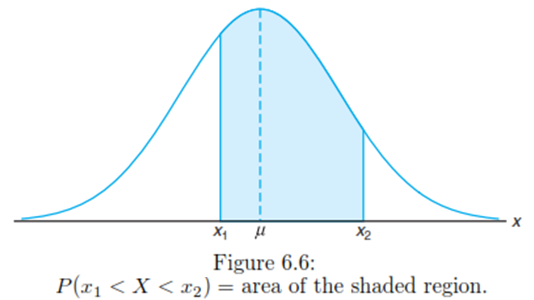 x
x₁ μ x₂
Figure 6.6:
P(x₁ < X < x₂) = area of the shaded region.